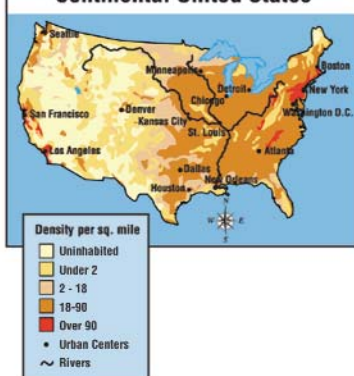 Continental United States
Seattle
Boston
Minneapolis
New York
Detroit
Chicago
Washington D.C.
San Francisco
Denver
Kansas City
St. Louis
Los Angeles
Atlanta
Dallas
New Orleans
Houston
N
W E
S
Density per sq. mile
Uninhabited
Under 2
2 - 18
18-90
Over 90
Urban Centers
Rivers